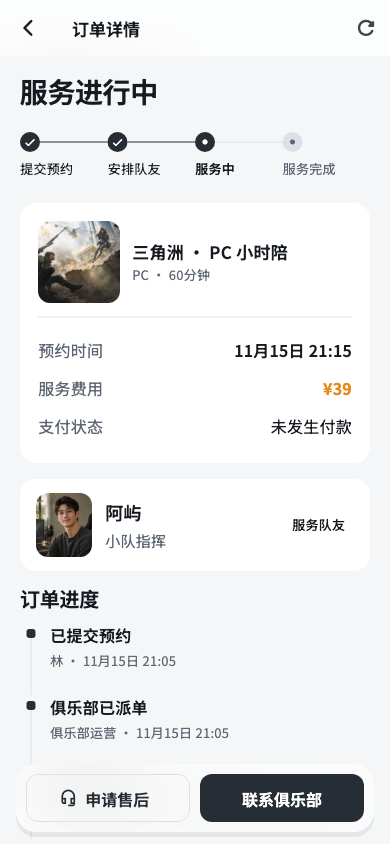 订单详情
服务进行中
提交预约 安排队友 服务中 服务完成
三角洲 · PC 小时陪
PC · 60分钟
预约时间 11月15日 21:15
服务费用 ¥39
支付状态 未发生付款
阿屿
小队指挥
服务队友
订单进度
已提交预约
林 · 11月15日 21:05
俱乐部已派单
俱乐部运营 · 11月15日 21:05
申请售后 联系俱乐部